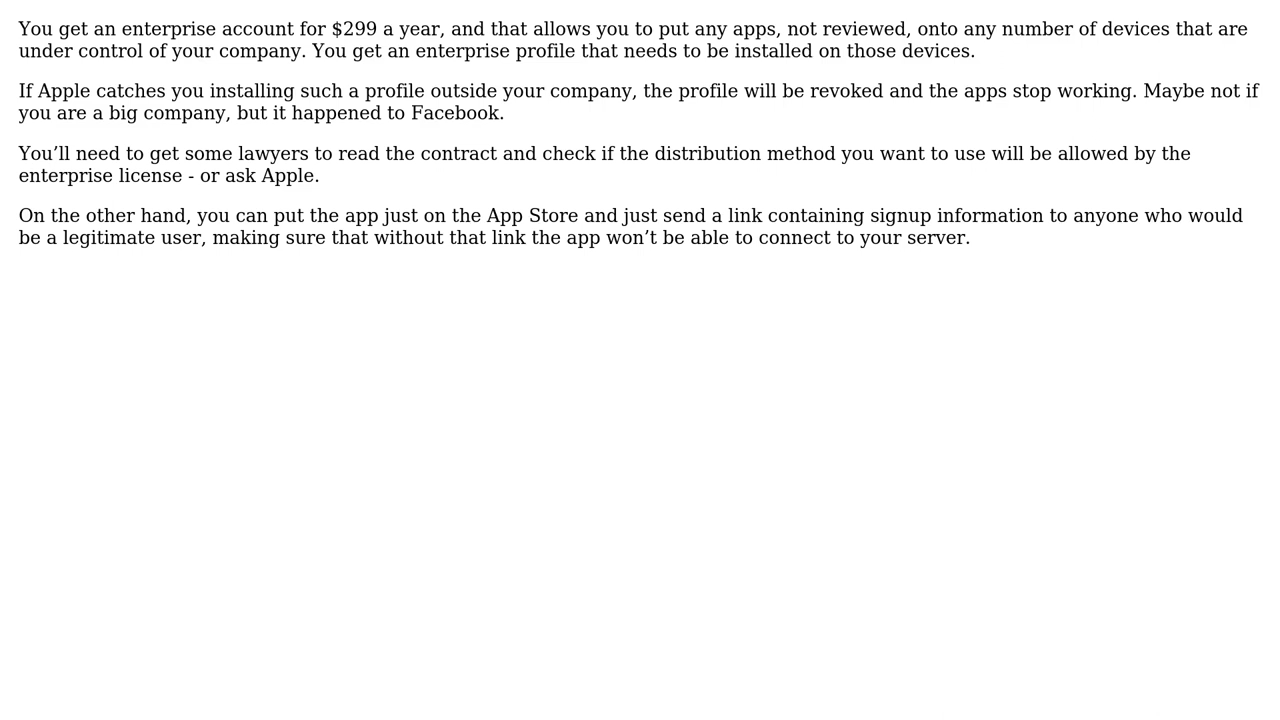 You get an enterprise account for $299 a year, and that allows you to put any apps, not reviewed, onto any number of devices that are
under control of your company. You get an enterprise profile that needs to be installed on those devices.
If Apple catches you installing such a profile outside your company, the profile will be revoked and the apps stop working. Maybe not if
you are a big company, but it happened to Facebook.
You’ll need to get some lawyers to read the contract and check if the distribution method you want to use will be allowed by the
enterprise license - or ask Apple.
On the other hand, you can put the app just on the App Store and just send a link containing signup information to anyone who would
be a legitimate user, making sure that without that link the app won’t be able to connect to your server.